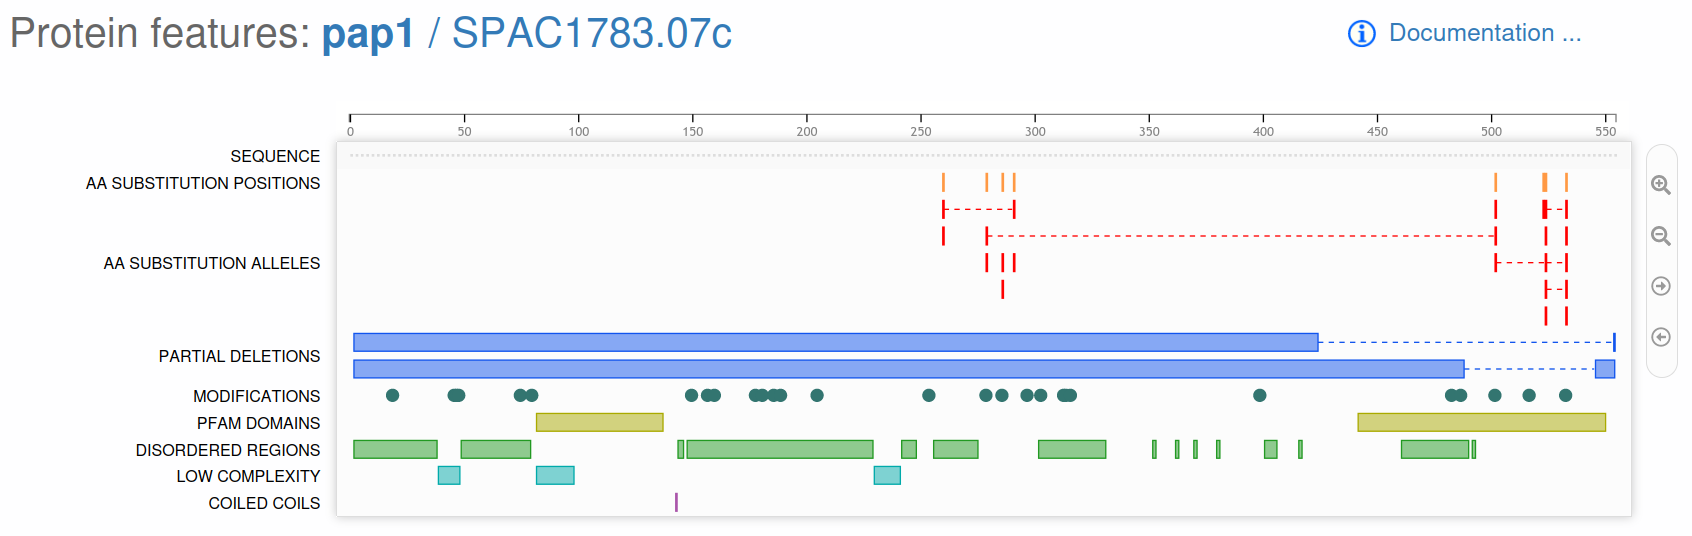 Protein features: pap1 / SPAC1783.07c
Documentation ...
0 50 100 150 200 250 300 350 400 450 500 550
SEQUENCE
AA SUBSTITUTION POSITIONS
AA SUBSTITUTION ALLELES
PARTIAL DELETIONS
MODIFICATIONS
PFAM DOMAINS
DISORDERED REGIONS
LOW COMPLEXITY
COILED COILS